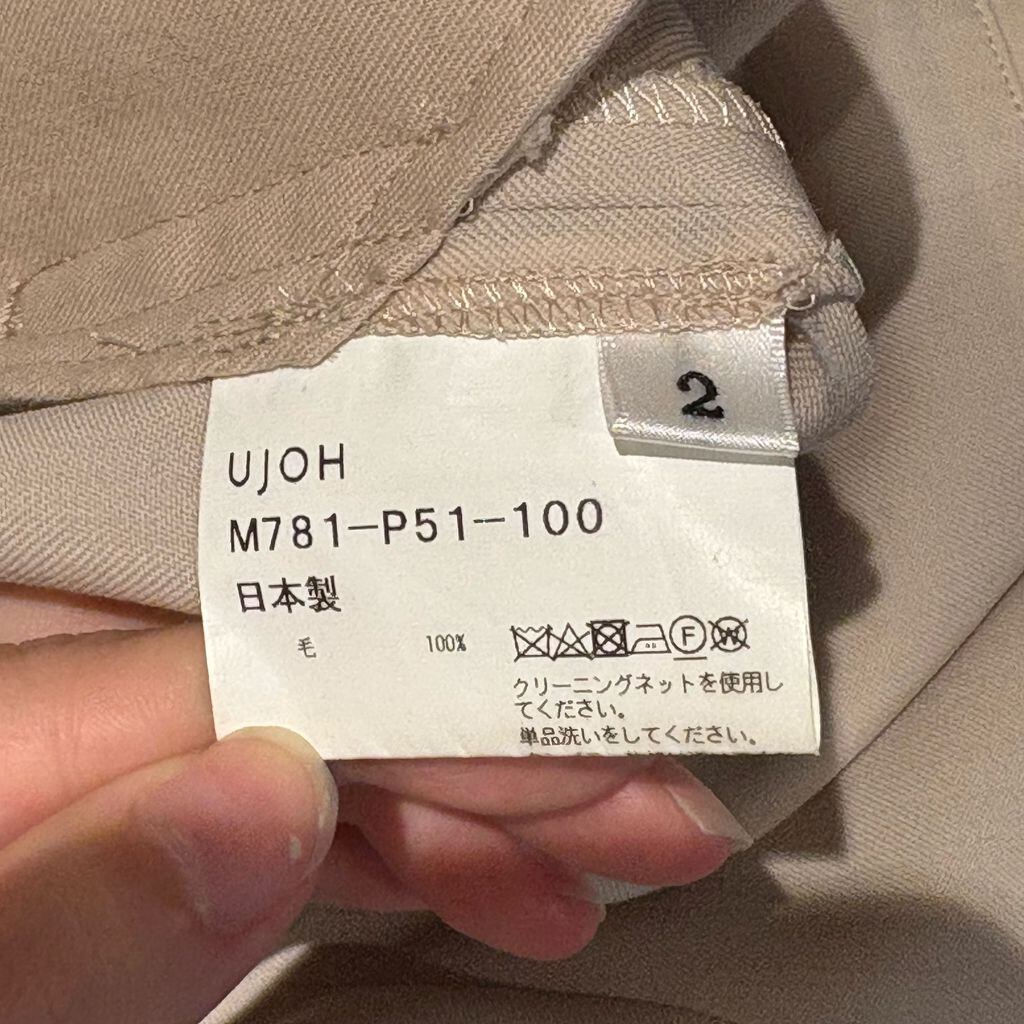 2
UJOH
M781-P51-100
日本製
毛 100%
F W
クリーニングネットを使用し
てください。
単品洗いをしてください。